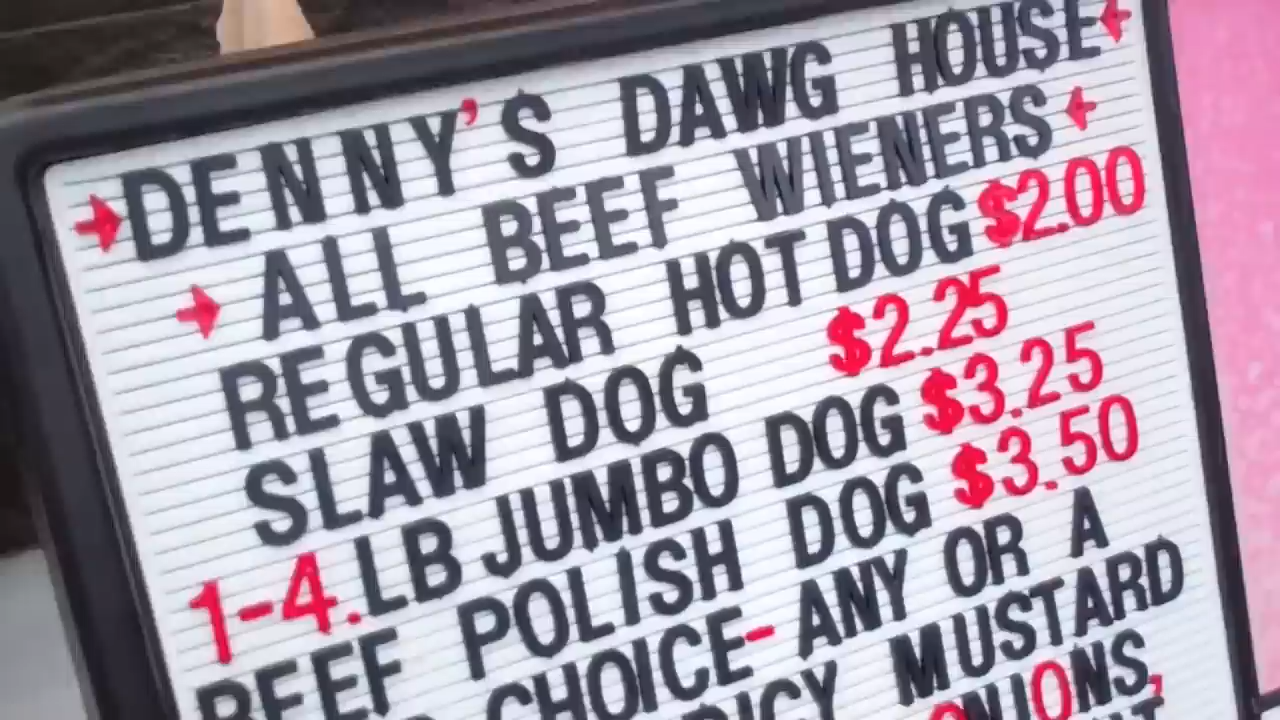 DENNY'S DAWG HOUSE
ALL BEEF WIENERS
REGULAR HOT DOG $2.00
SLAW DOG $2.25
1-4.LB JUMBO DOG $3.25
BEEF POLISH DOG $3.50
CHOICE- ANY OR A
MUSTARD
ONIONS,